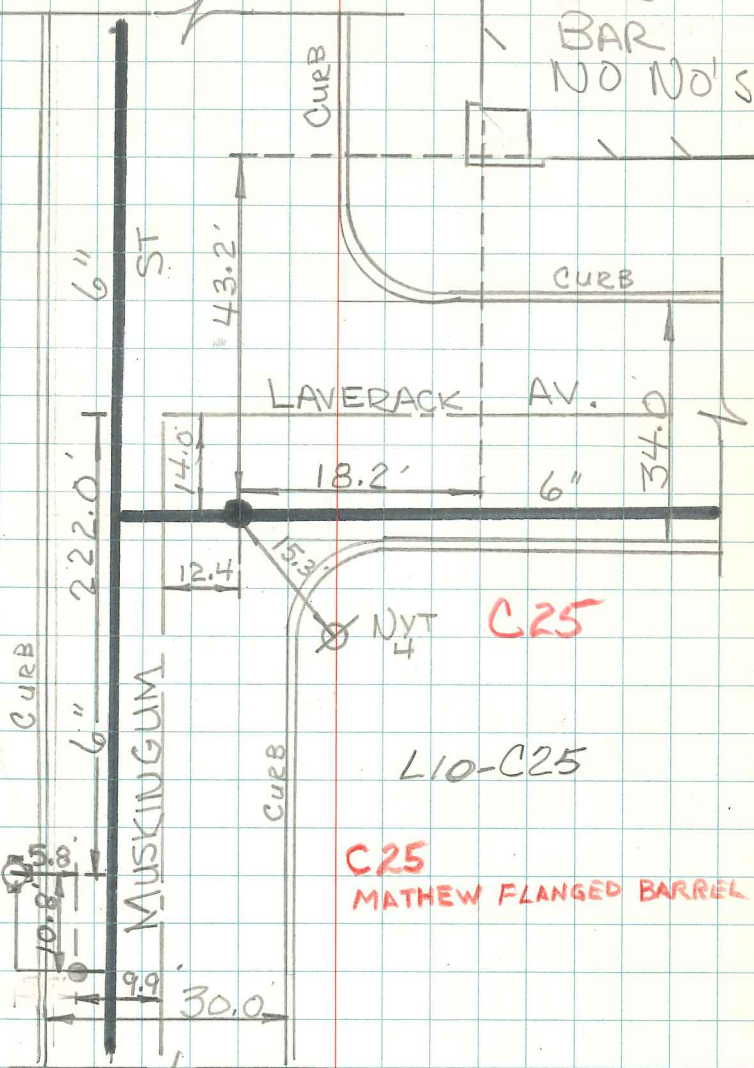 BAR
NO NO'S
CURB
6"
ST
43.2'
CURB
LAVERACK AV.
14.0'
18.2'
6"
34.0
222.0'
12.4
15.3'
C25
CURB
6"
MUSKINGUM
CURB
L10-C25
C25
MATHEW FLANGED BARREL
5.8'
10.8'
9.9'
30.0'